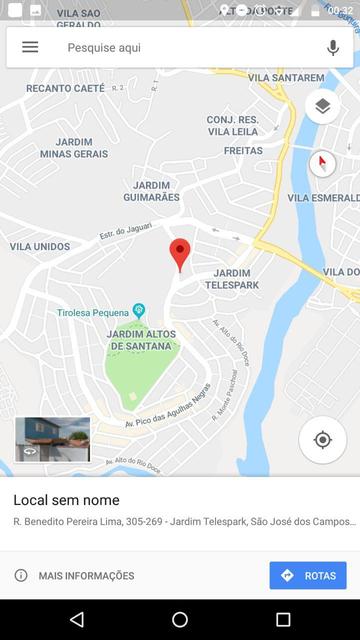 00:32
VILA SAO
GERALDO
Pesquise aqui
VILA SANTAREM
RECANTO CAETÉ
R. 2
R. 1
CONJ. RES.
VILA LEILA
FREITAS
JARDIM
MINAS GERAIS
JARDIM
GUIMARÃES
VILA ESMERALD
Estr. do Jaguari
VILA UNIDOS
VILA DO
JARDIM
TELESPARK
Tirolesa Pequena
JARDIM ALTOS
DE SANTANA
Av. Alto do Rio Doce
R. Monte Paschoal
Av. Pico das Agulhas Negras
Av. Alto do Rio Doce
Local sem nome
R. Benedito Pereira Lima, 305-269 - Jardim Telespark, São José dos Campos...
MAIS INFORMAÇÕES
ROTAS